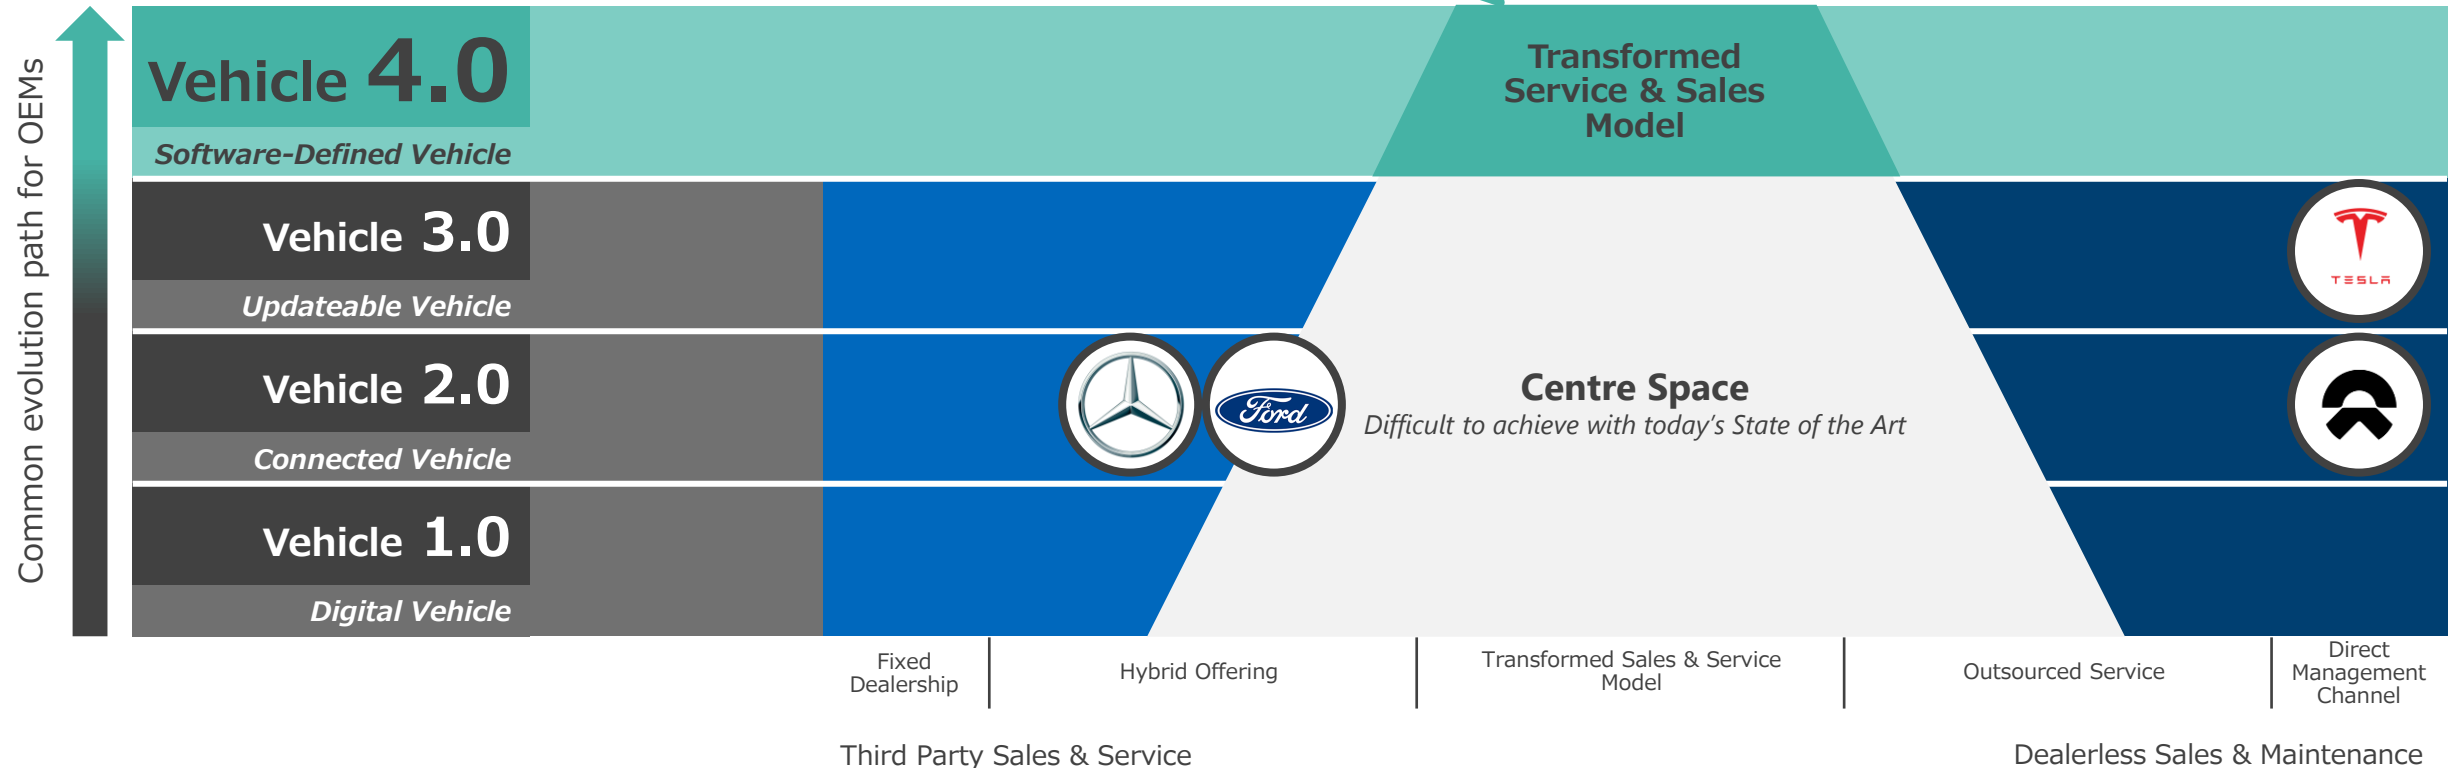 Common evolution path for OEMs
Vehicle 4.0
Software-Defined Vehicle
Transformed
Service & Sales
Model
Vehicle 3.0
Updateable Vehicle
TESLA
Vehicle 2.0
Connected Vehicle
Ford
Centre Space
Difficult to achieve with today's State of the Art
Vehicle 1.0
Digital Vehicle
Fixed
Dealership
Hybrid Offering
Transformed Sales & Service
Model
Outsourced Service
Direct
Management
Channel
Third Party Sales & Service
Dealerless Sales & Maintenance